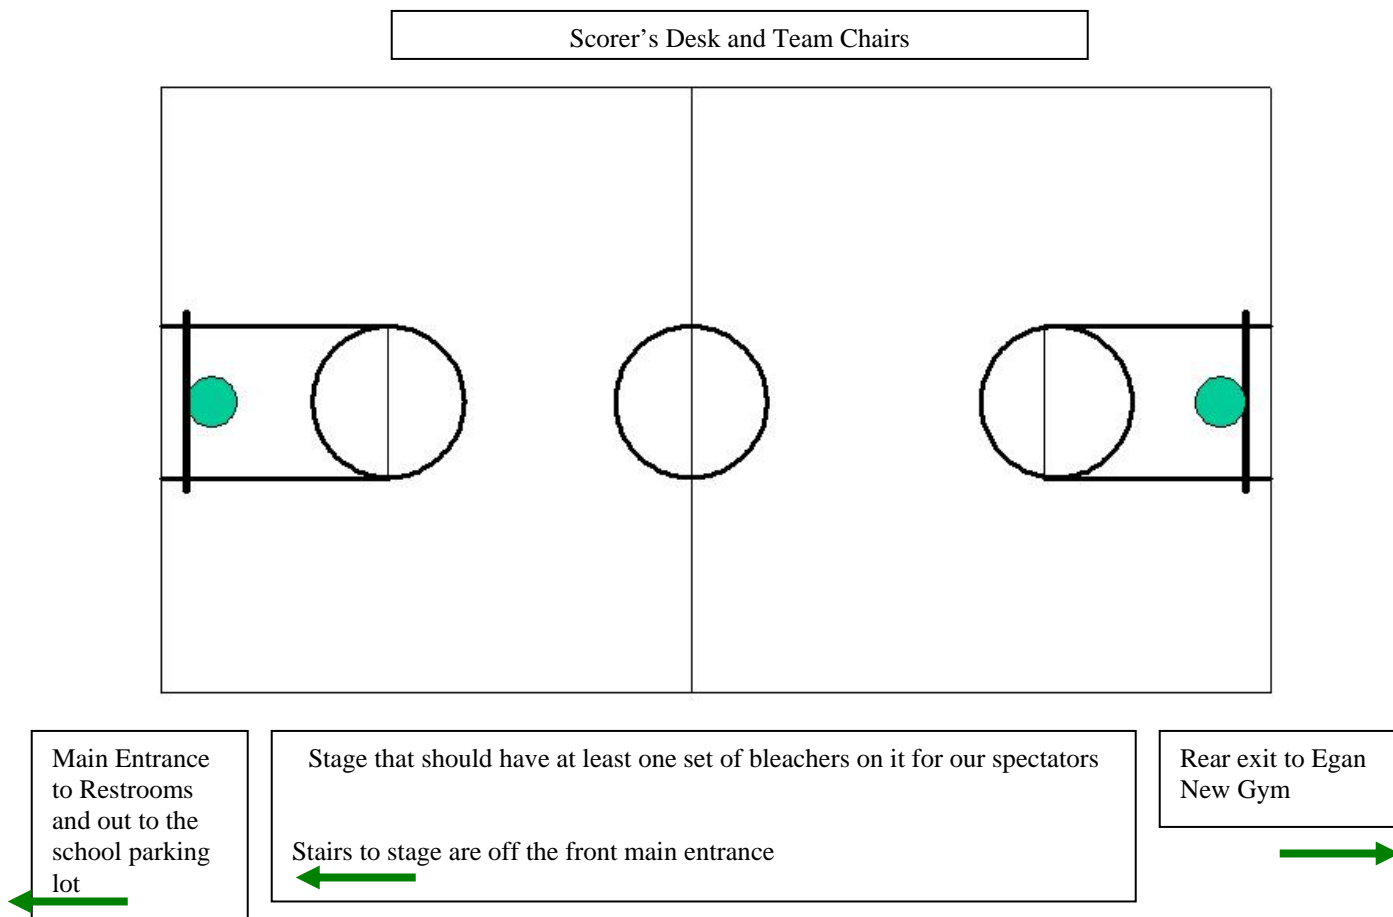 Scorer’s Desk and Team Chairs
Main Entrance
to Restrooms
and out to the
school parking
lot
Stage that should have at least one set of bleachers on it for our spectators
Stairs to stage are off the front main entrance
Rear exit to Egan
New Gym